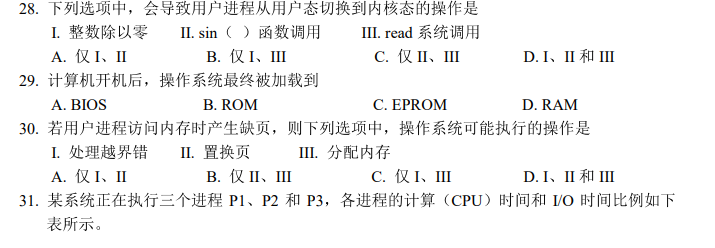 28. 下列选项中，会导致用户进程从用户态切换到内核态的操作是
I. 整数除以零 II. sin（ ）函数调用 III. read 系统调用
A. 仅 I、II B. 仅 I、III C. 仅 II、III D. I、II 和 III
29. 计算机开机后，操作系统最终被加载到
A. BIOS B. ROM C. EPROM D. RAM
30. 若用户进程访问内存时产生缺页，则下列选项中，操作系统可能执行的操作是
I. 处理越界错 II. 置换页 III. 分配内存
A. 仅 I、II B. 仅 II、III C. 仅 I、III D. I、II 和 III
31. 某系统正在执行三个进程 P1、P2 和 P3，各进程的计算（CPU）时间和 I/O 时间比例如下
表所示。